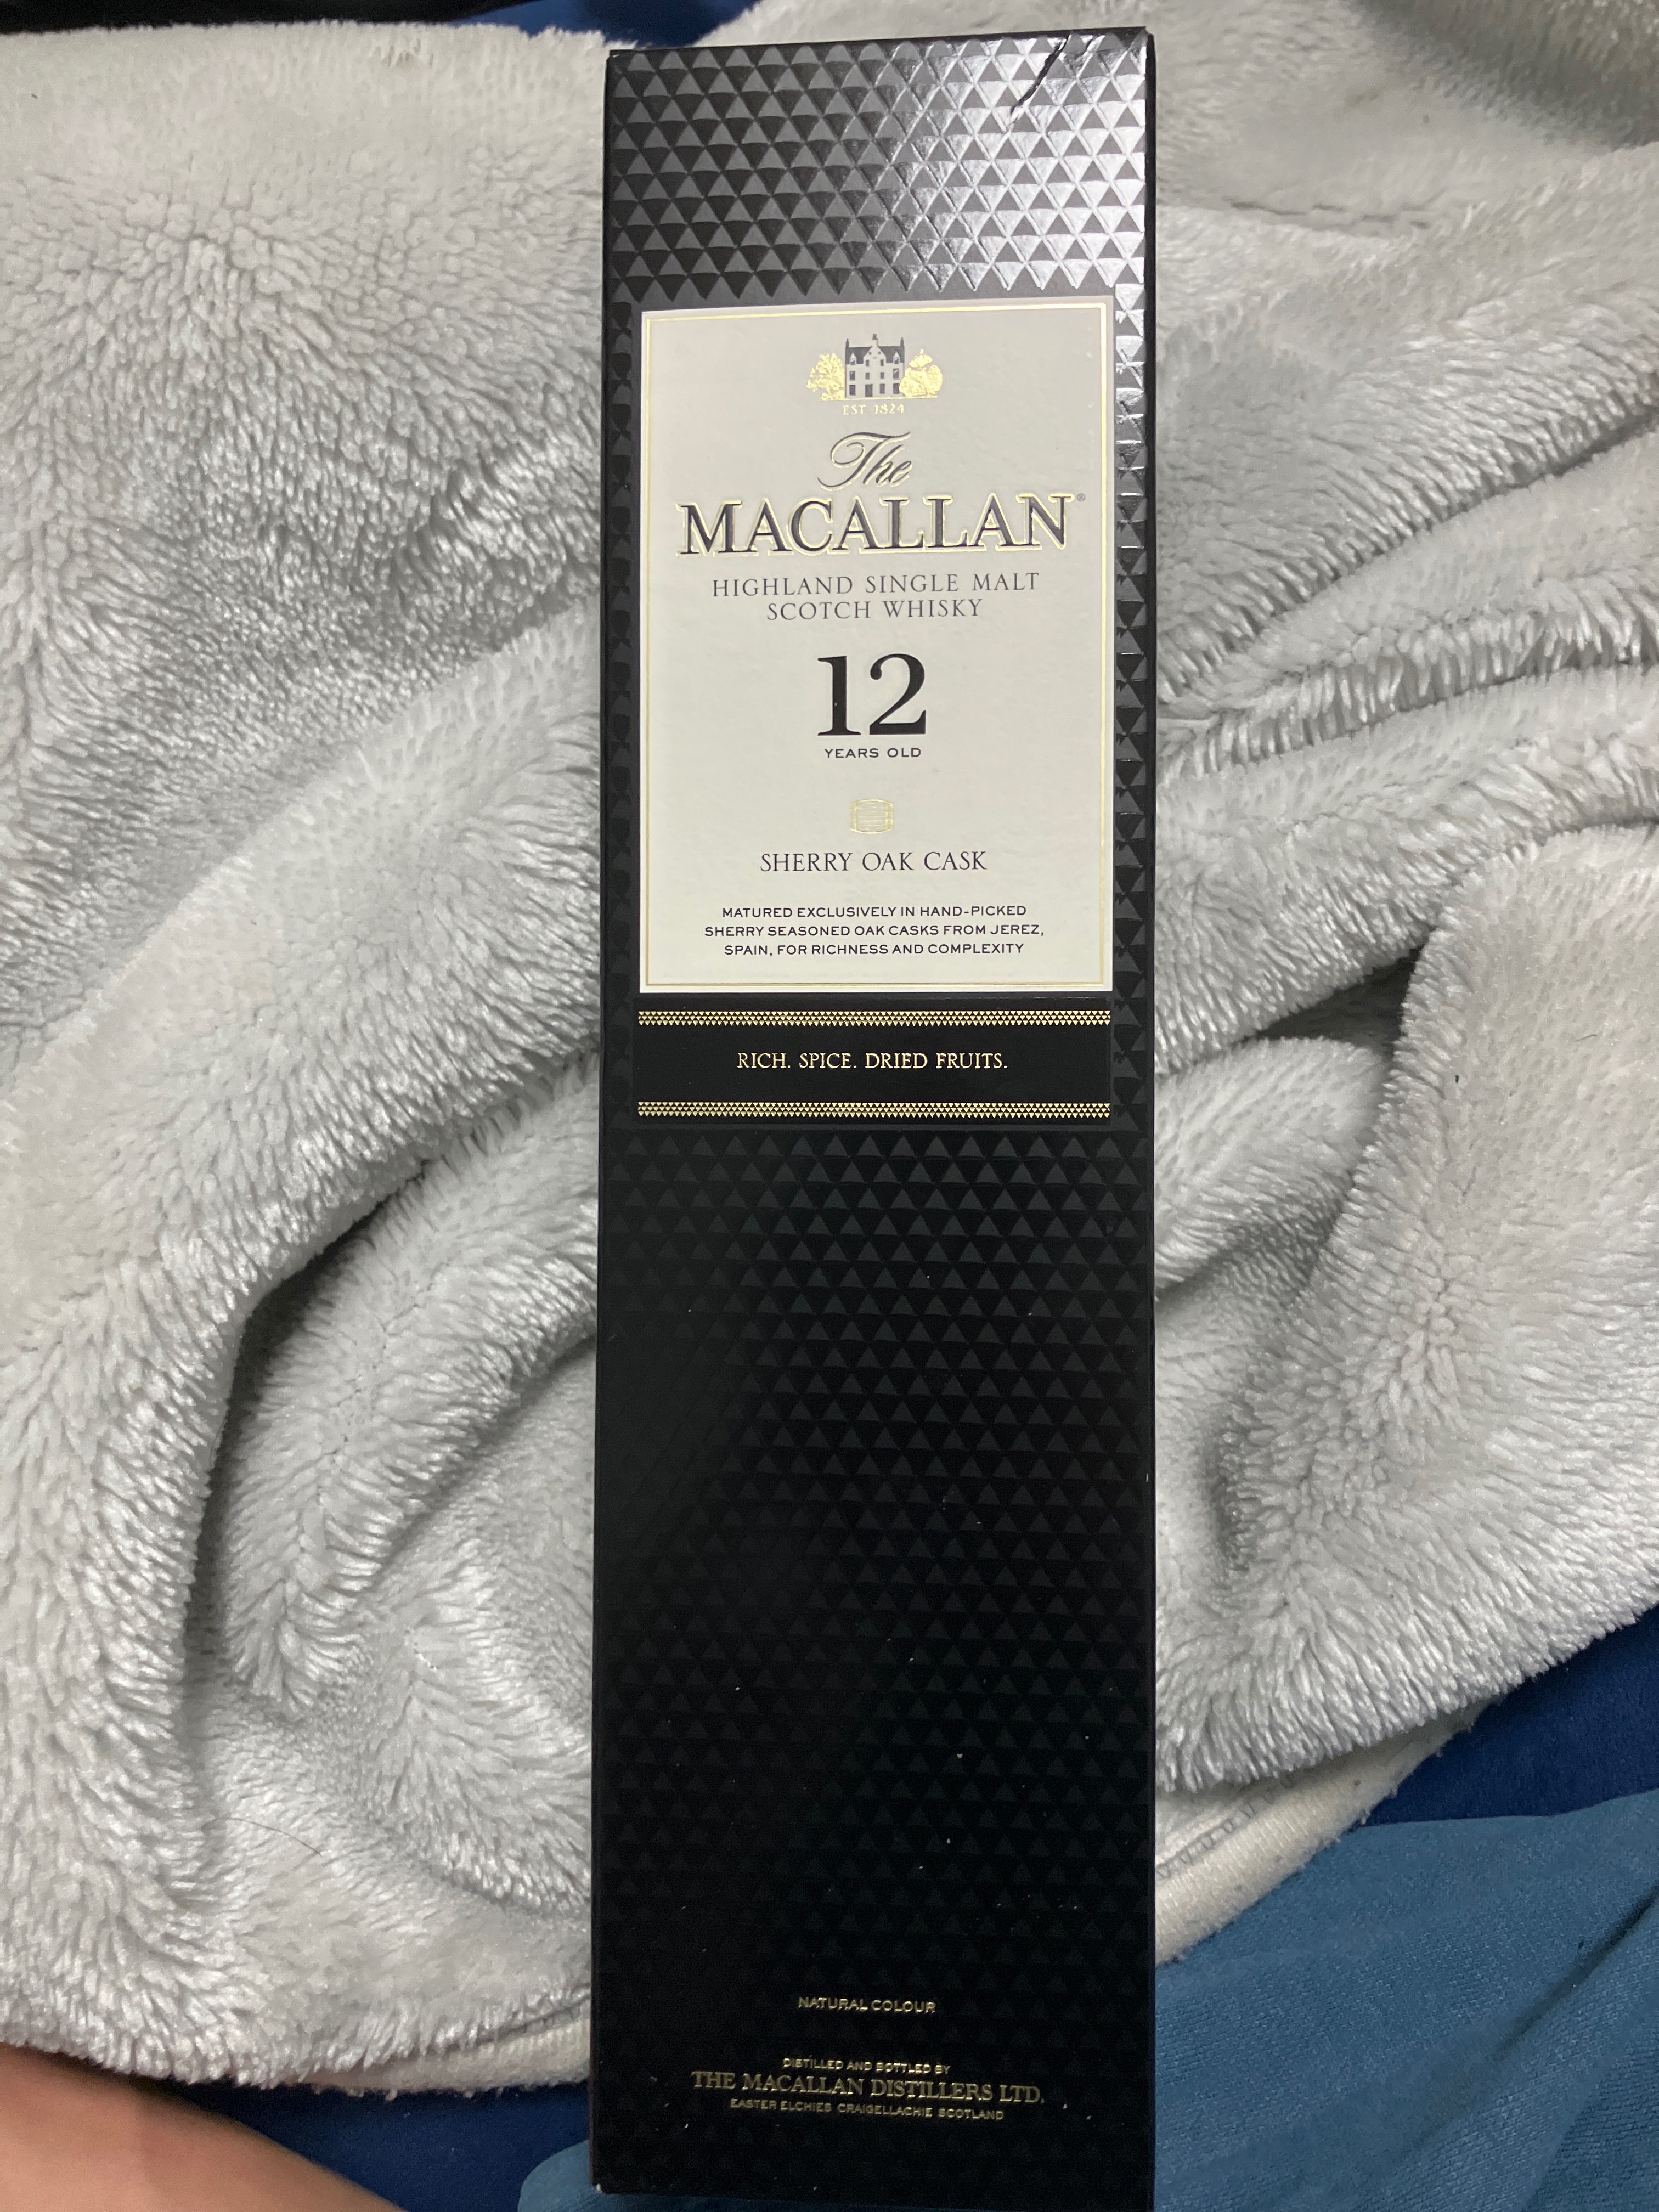 EST 1824
The
MACALLAN®
HIGHLAND SINGLE MALT
SCOTCH WHISKY
12
YEARS OLD
SHERRY OAK CASK
MATURED EXCLUSIVELY IN HAND-PICKED
SHERRY SEASONED OAK CASKS FROM JEREZ,
SPAIN, FOR RICHNESS AND COMPLEXITY
RICH. SPICE. DRIED FRUITS.
NATURAL COLOUR
DISTILLED AND BOTTLED BY
THE MACALLAN DISTILLERS LTD.
EASTER ELCHIES CRAIGELLACHIE SCOTLAND